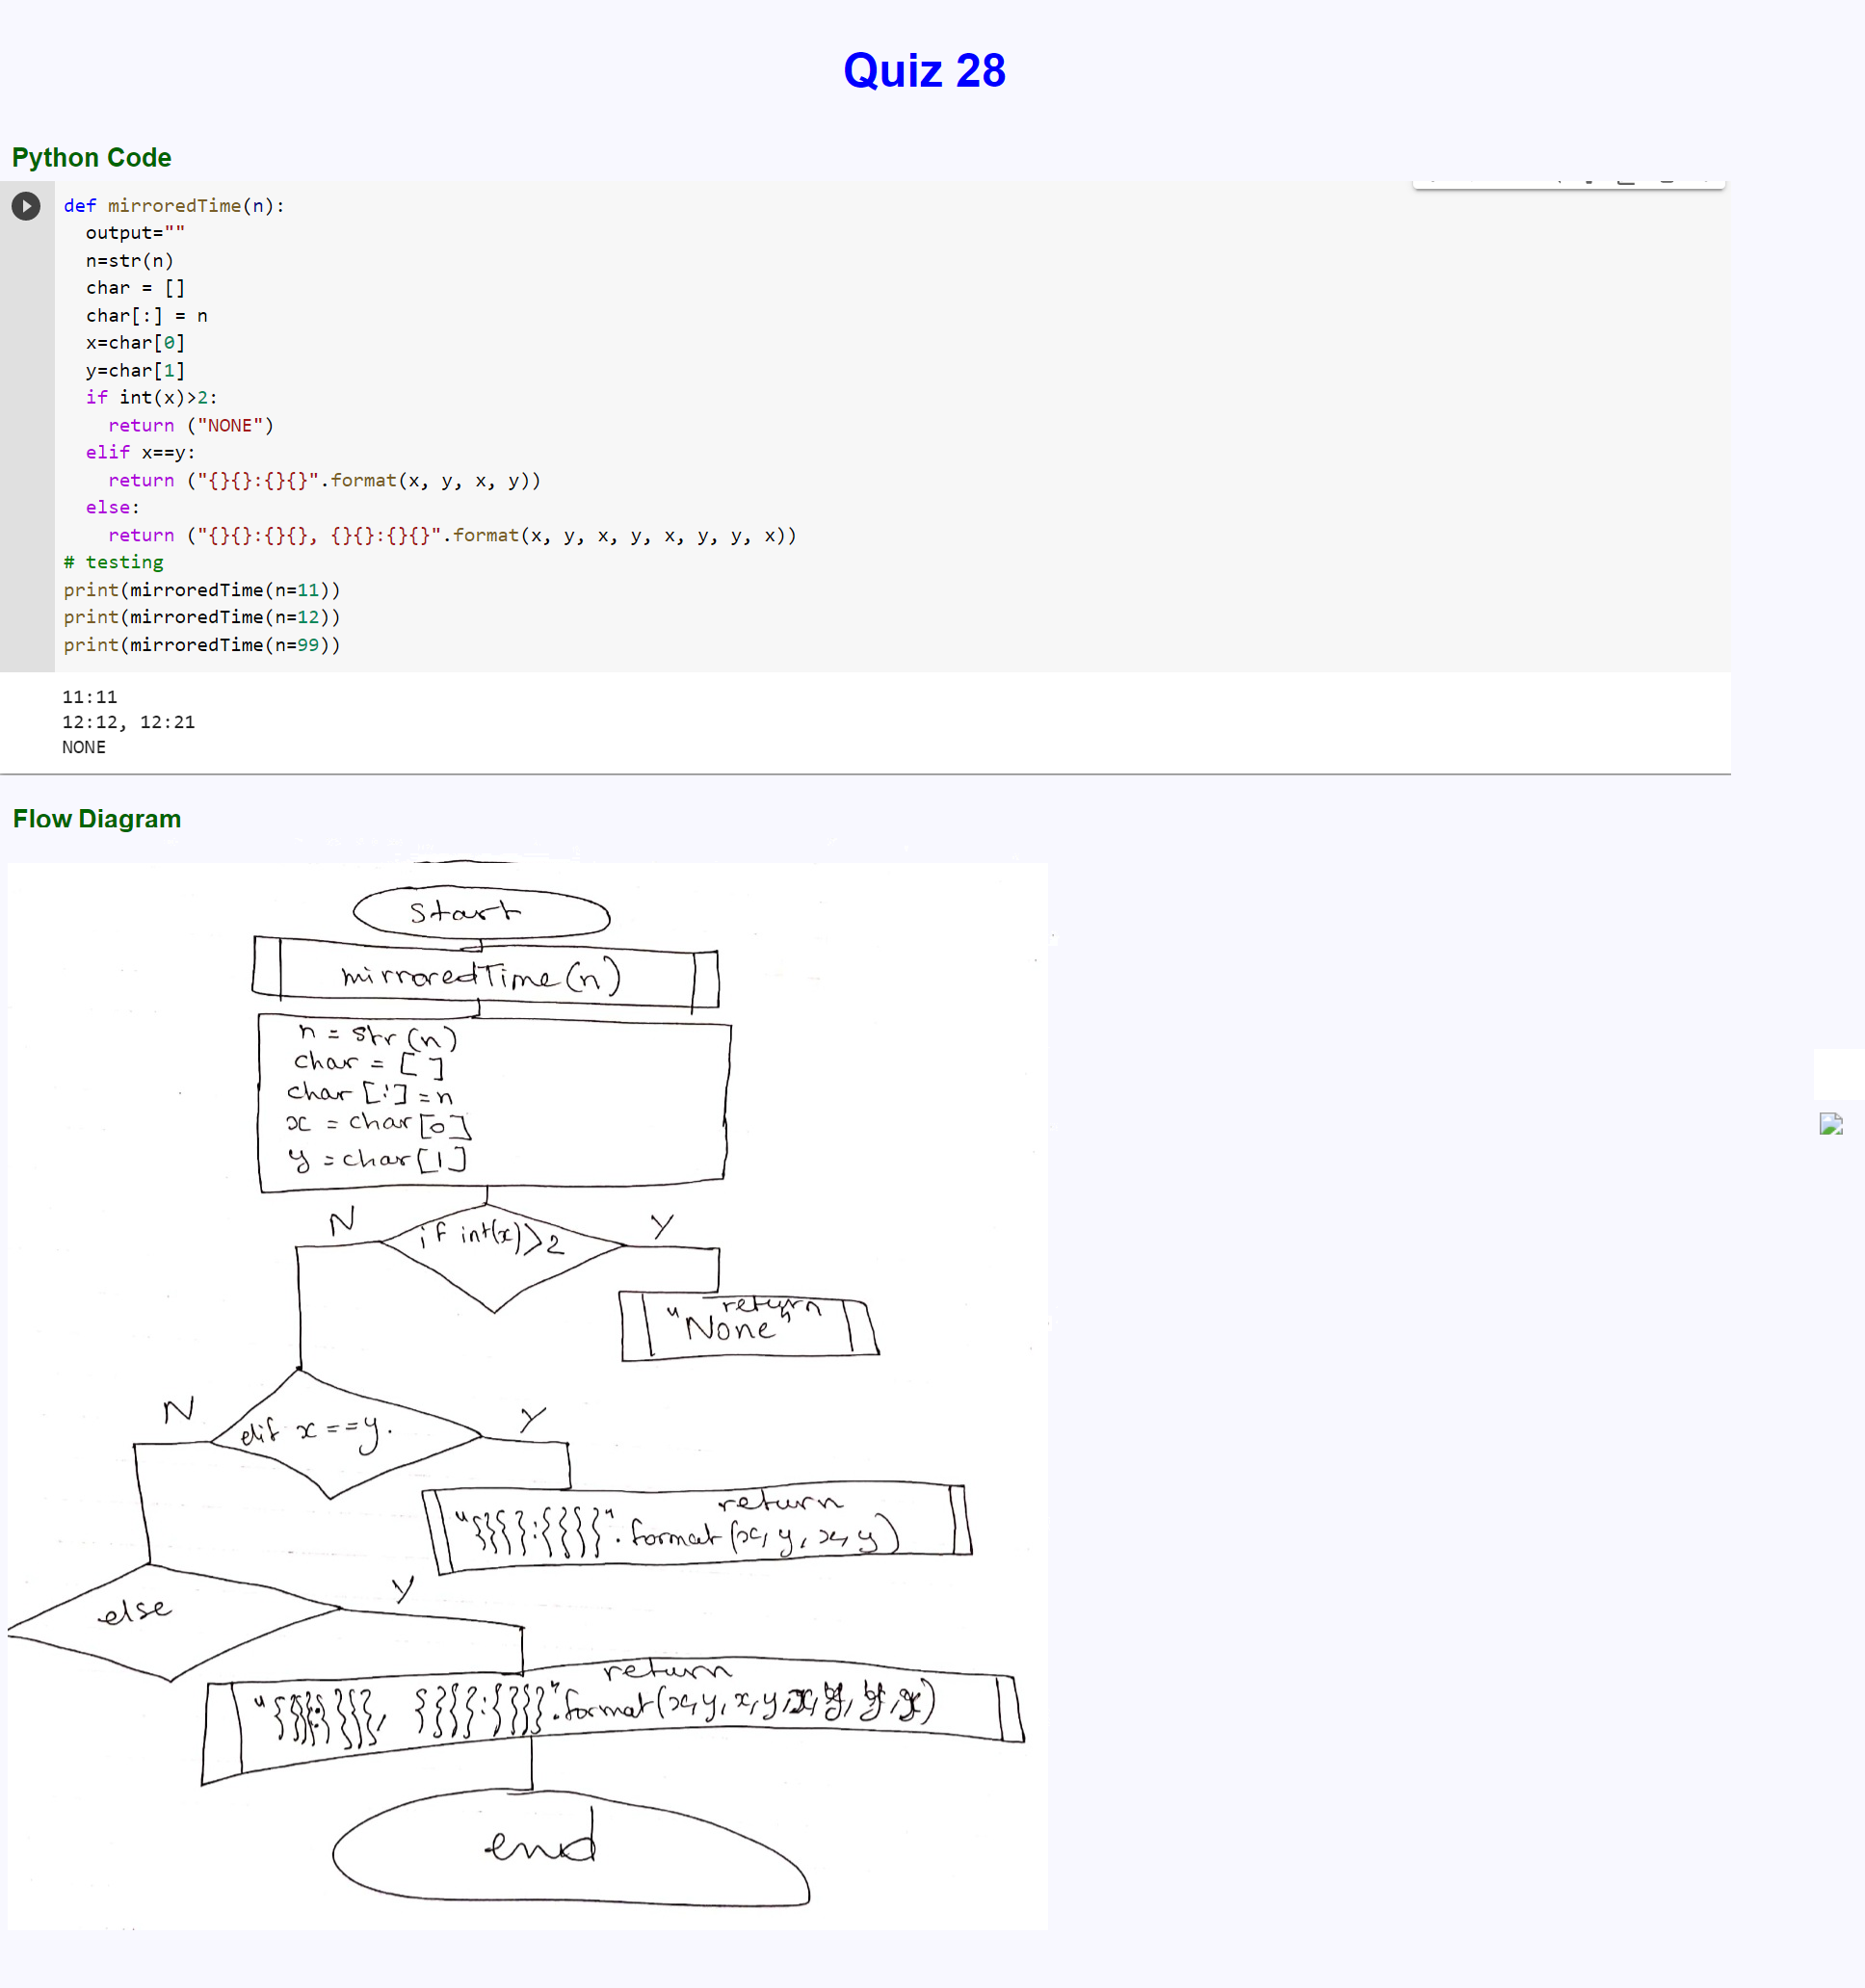 Quiz 28
Python Code
def mirroredTime(n):
  output=""
  n=str(n)
  char = []
  char[:] = n
  x=char[0]
  y=char[1]
  if int(x)>2:
    return ("NONE")
  elif x==y:
    return ("{}{}:{}{}".format(x, y, x, y))
  else:
    return ("{}{}:{}{}, {}{}:{}{}".format(x, y, x, y, x, y, y, x))
# testing
print(mirroredTime(n=11))
print(mirroredTime(n=12))
print(mirroredTime(n=99))
11:11
12:12, 12:21
NONE
Flow Diagram
Start
mirroredTime(n)
n = str(n)
char = []
char [:] = n
x = char[0]
y = char[1]
N
if int(x)>2
Y
return
"None"
N
elif x==y.
Y
return
"{}{}:{}{}".format(x, y, x, y)
else
Y
return
"{}{}:{}{}, {}{}:{}{}".format(x, y, x, y, x, y, y, x)
end